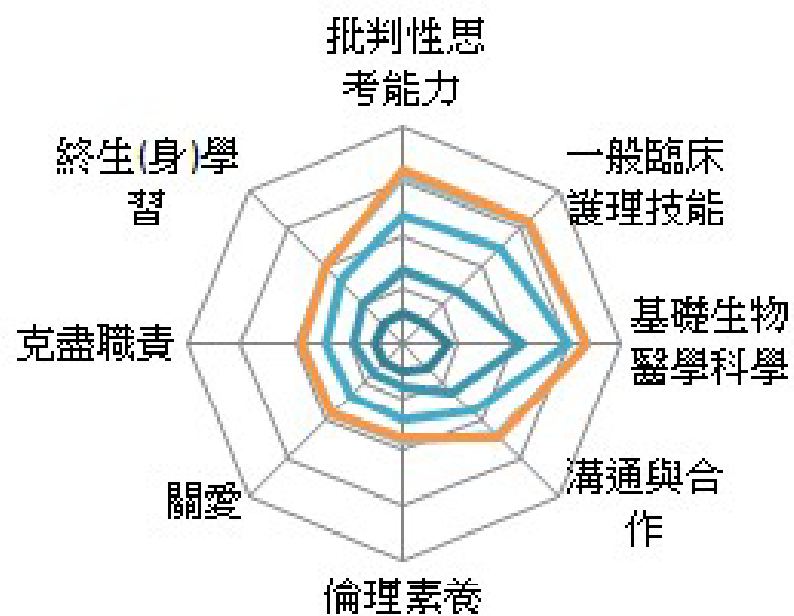 批判性思
考能力
一般臨床
護理技能
基礎生物
醫學科學
溝通與合
作
倫理素養
關愛
克盡職責
終生(身)學
習